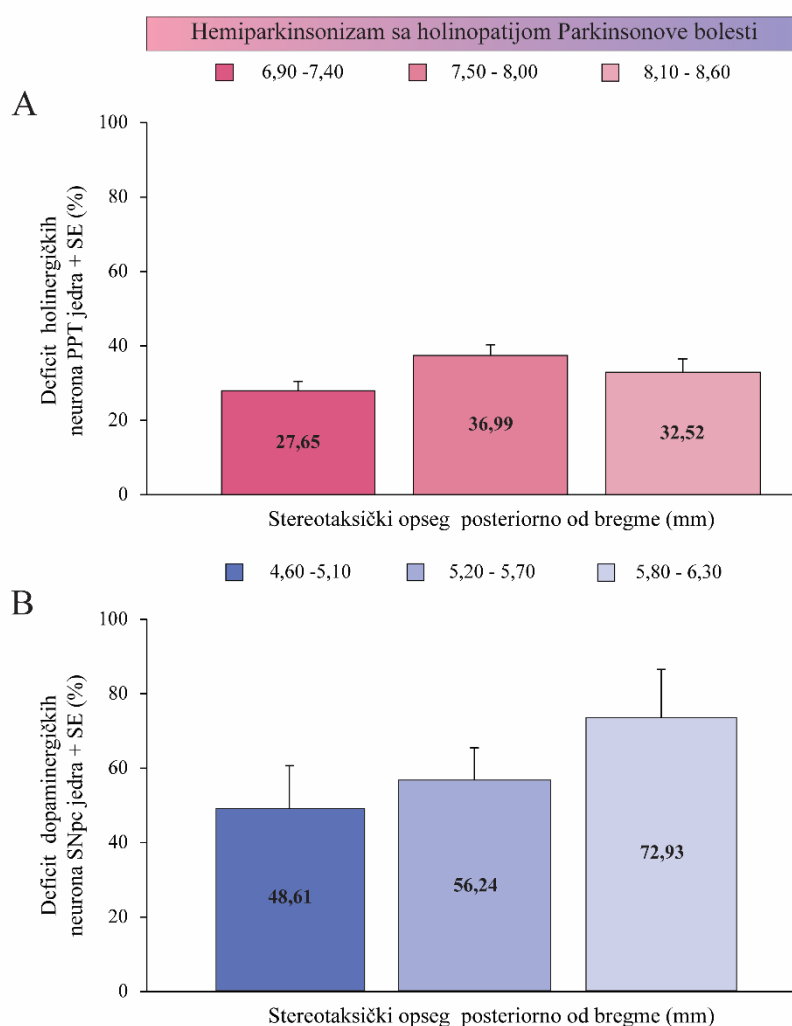 Hemiparkinsonizam sa holinopatijom Parkinsonove bolesti
6,90 -7,40 7,50 - 8,00 8,10 - 8,60
A
Deficit holinergičkih
neurona PPT jedra + SE (%)
100
80
60
40
20
0
27,65 36,99 32,52
Stereotaksički opseg posteriorno od bregme (mm)
4,60 -5,10 5,20 - 5,70 5,80 - 6,30
B
Deficit dopaminergičkih
neurona SNpc jedra + SE (%)
100
80
60
40
20
0
48,61 56,24 72,93
Stereotaksički opseg posteriorno od bregme (mm)